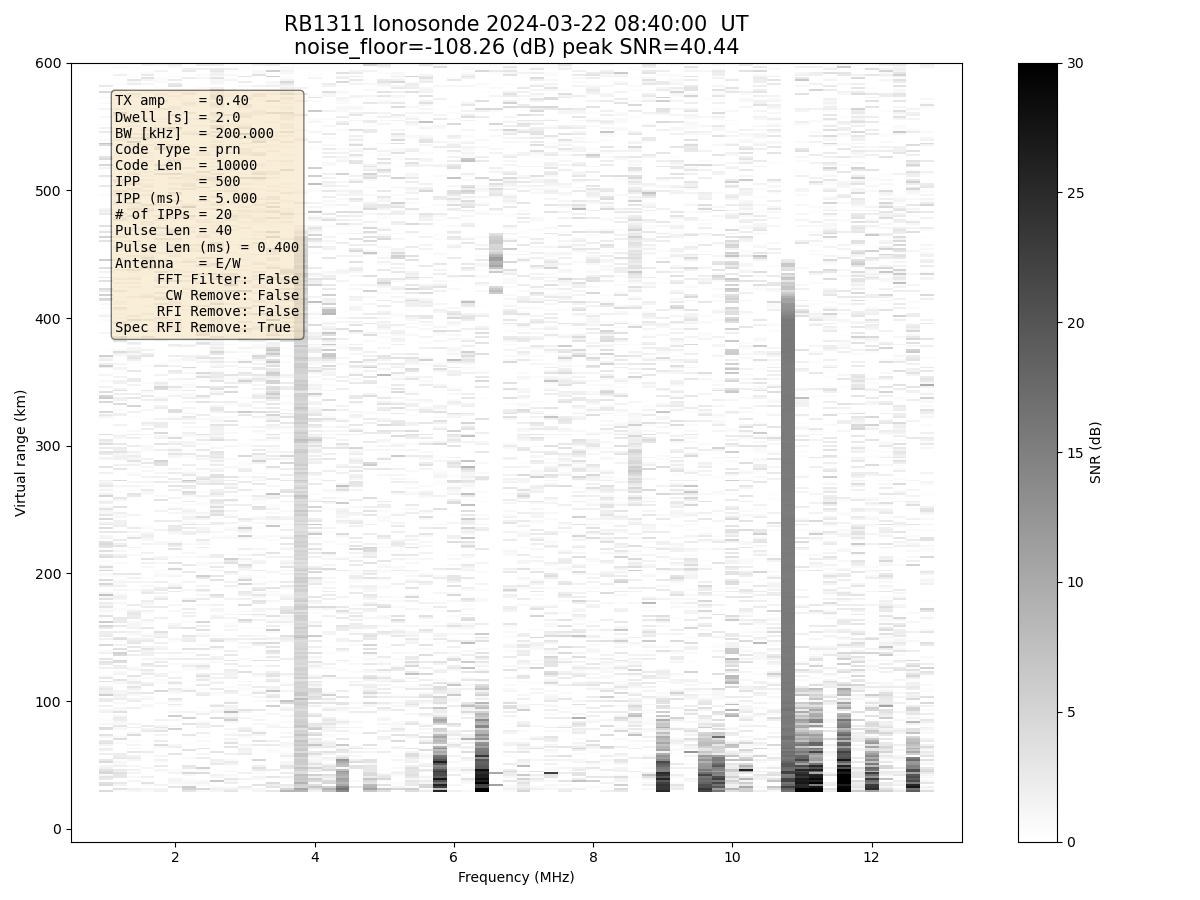 RB1311 Ionosonde 2024-03-22 08:40:00  UT
noise_floor=-108.26 (dB) peak SNR=40.44
TX amp    = 0.40
Dwell [s] = 2.0
BW [kHz]  = 200.000
Code Type = prn
Code Len  = 10000
IPP       = 500
IPP (ms)  = 5.000
# of IPPs = 20
Pulse Len = 40
Pulse Len (ms) = 0.400
Antenna   = E/W
FFT Filter: False
CW Remove: False
RFI Remove: False
Spec RFI Remove: True
Virtual range (km)
600
500
400
300
200
100
0
2
4
6
8
10
12
Frequency (MHz)
30
25
20
15
10
5
0
SNR (dB)